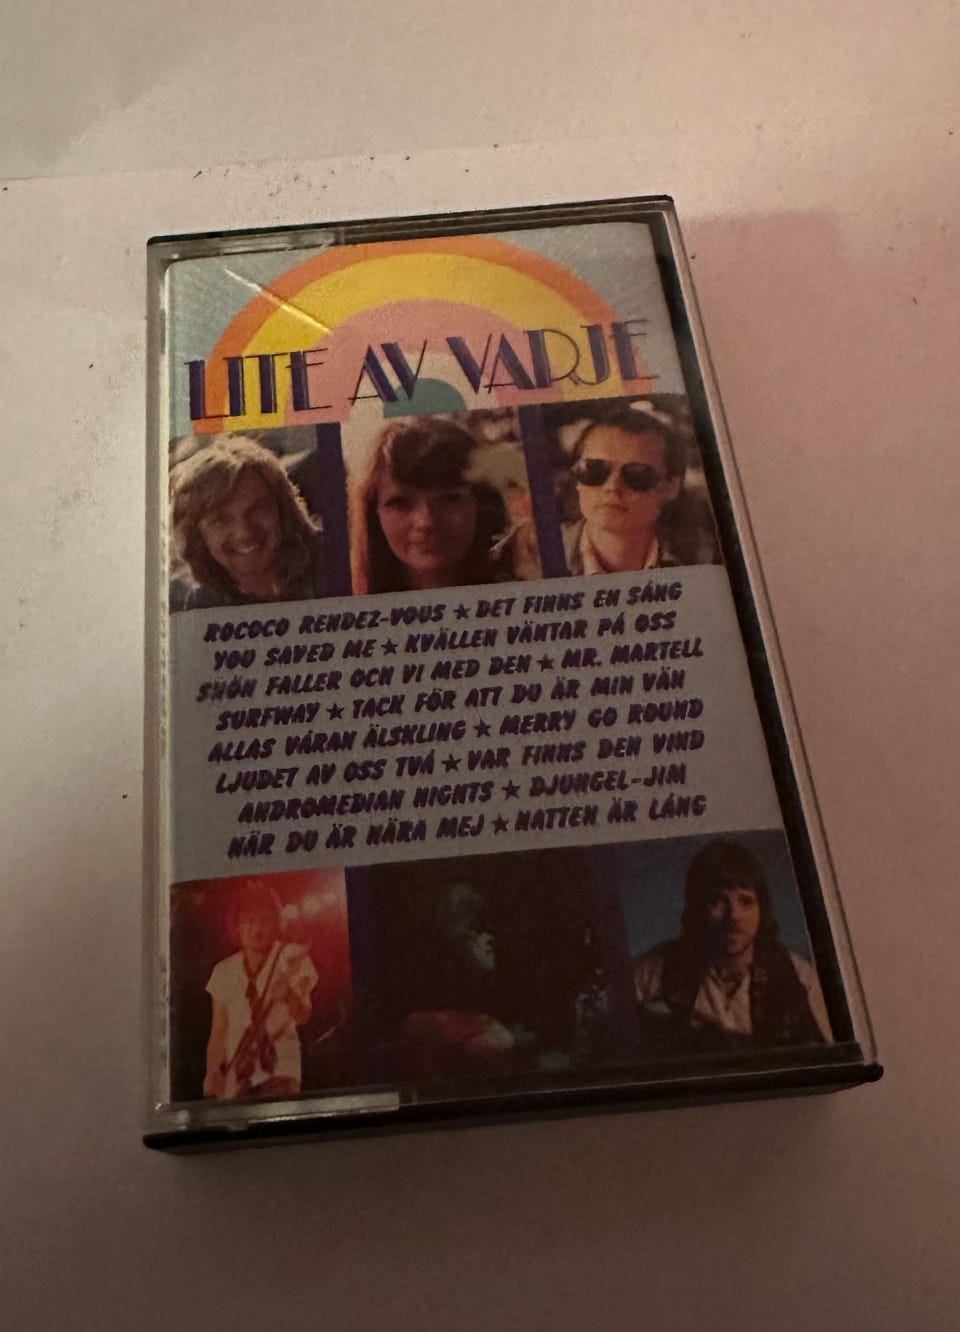 LITE AV VARJE
ROCOCO RENDEZ-VOUS ★ DET FINNS EN SÅNG
YOU SAVED ME ★ KVÄLLEN VÄNTAR PÅ OSS
SNÖN FALLER OCH VI MED DEN ★ MR. MARTELL
SURFWAY ★ TACK FÖR ATT DU ÄR MIN VÄN
ALLAS VÅRAN ÄLSKLING ★ MERRY GO ROUND
LJUDET AV OSS TVÅ ★ VAR FINNS DEN VIND
ANDROMEDIAN NIGHTS ★ DJUNGEL-JIM
NÄR DU ÄR NÄRA MEJ ★ NATTEN ÄR LÅNG